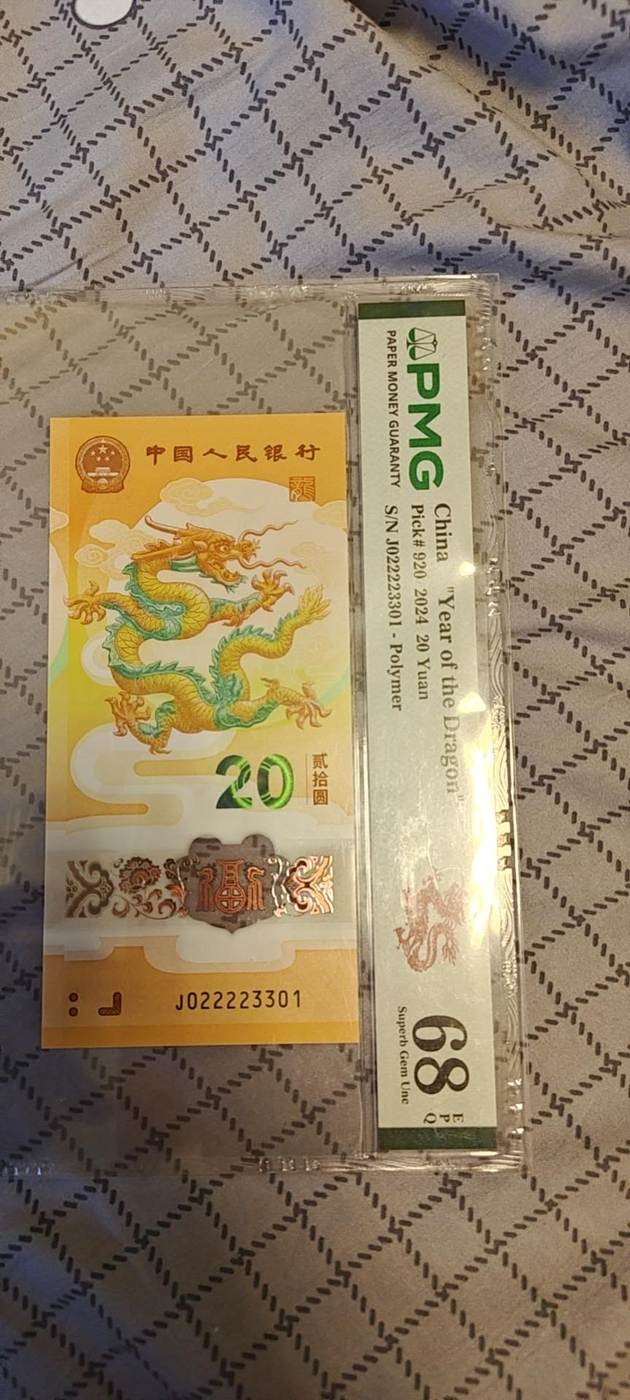 中国人民银行
龍
20
贰拾圆
福
J022223301
PMG
PAPER MONEY GUARANTY
China "Year of the Dragon"
Pick# 920 2024 20 Yuan
S/N J022223301 - Polymer
68
EPQ
Superb Gem Unc